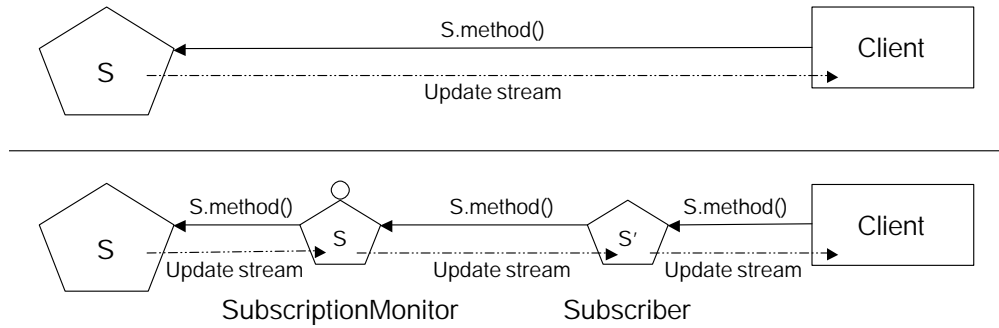 S.method()
S
Client
Update stream
S.method()
S.method()
S.method()
S
S
S'
Client
Update stream
Update stream
Update stream
SubscriptionMonitor
Subscriber